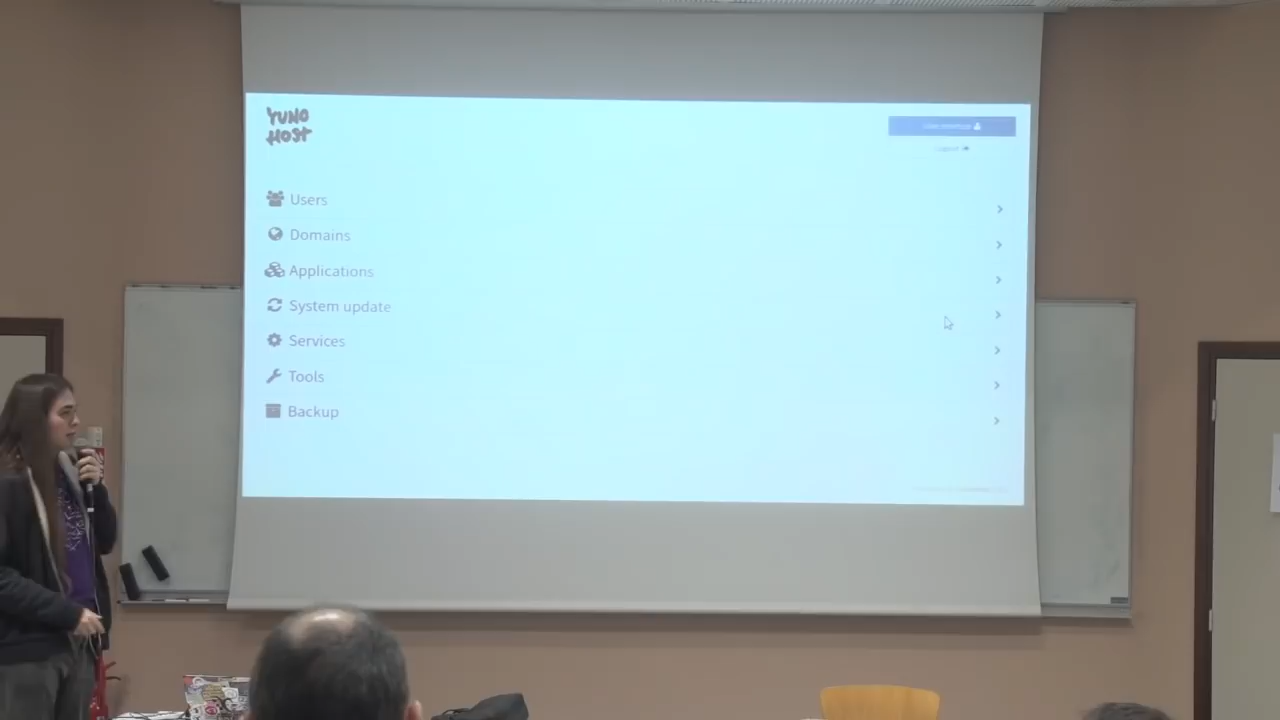 YUNO
HOST
Users
Domains
Applications
System update
Services
Tools
Backup